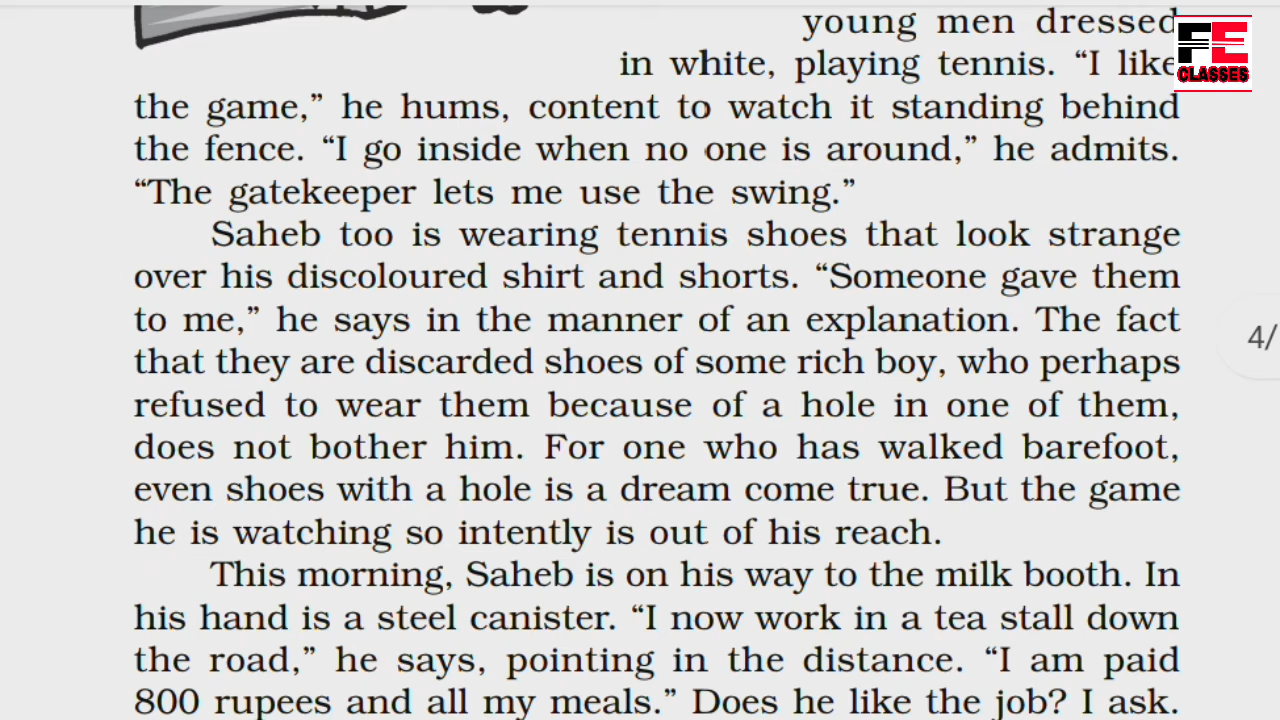 young men dressed
FE
CLASSES
in white, playing tennis. “I like
the game,” he hums, content to watch it standing behind
the fence. “I go inside when no one is around,” he admits.
“The gatekeeper lets me use the swing.”
Saheb too is wearing tennis shoes that look strange
over his discoloured shirt and shorts. “Someone gave them
to me,” he says in the manner of an explanation. The fact
4/
that they are discarded shoes of some rich boy, who perhaps
refused to wear them because of a hole in one of them,
does not bother him. For one who has walked barefoot,
even shoes with a hole is a dream come true. But the game
he is watching so intently is out of his reach.
This morning, Saheb is on his way to the milk booth. In
his hand is a steel canister. “I now work in a tea stall down
the road,” he says, pointing in the distance. “I am paid
800 rupees and all my meals.” Does he like the job? I ask.